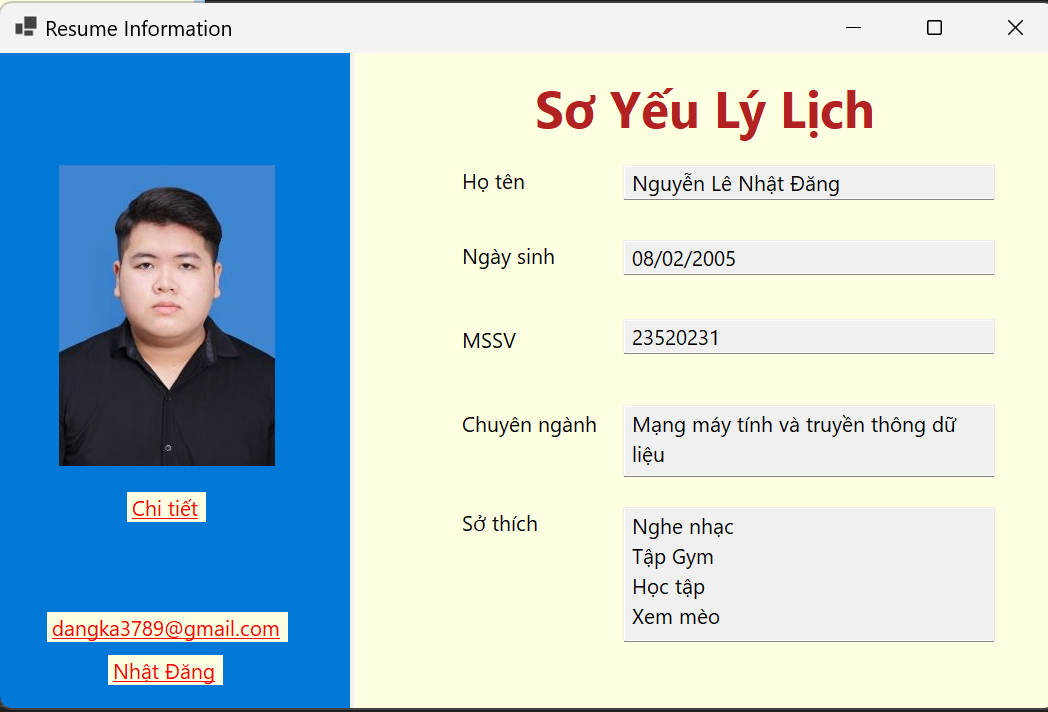 Resume Information
Sơ Yếu Lý Lịch
Họ tên
Nguyễn Lê Nhật Đăng
Ngày sinh
08/02/2005
MSSV
23520231
Chuyên ngành
Mạng máy tính và truyền thông dữ
liệu
Sở thích
Nghe nhạc
Tập Gym
Học tập
Xem mèo
Chi tiết
dangka3789@gmail.com
Nhật Đăng